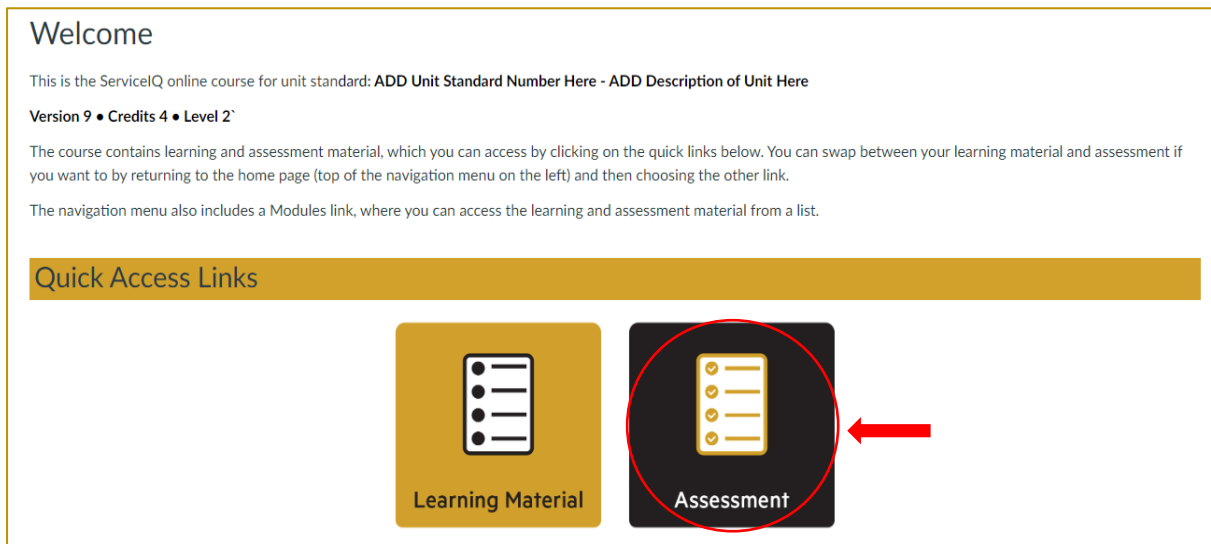 Welcome
This is the ServiceIQ online course for unit standard: ADD Unit Standard Number Here - ADD Description of Unit Here
Version 9 • Credits 4 • Level 2`
The course contains learning and assessment material, which you can access by clicking on the quick links below. You can swap between your learning material and assessment if
you want to by returning to the home page (top of the navigation menu on the left) and then choosing the other link.
The navigation menu also includes a Modules link, where you can access the learning and assessment material from a list.
Quick Access Links
Learning Material
Assessment